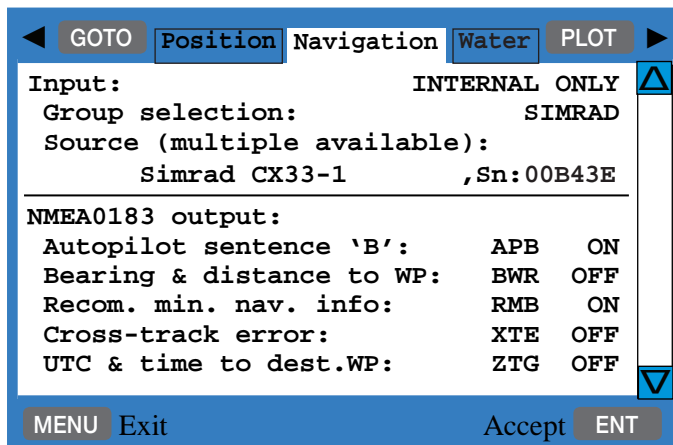 GOTO Position Navigation Water PLOT
Input: INTERNAL ONLY
Group selection: SIMRAD
Source (multiple available):
Simrad CX33-1 ,Sn:00B43E
NMEA0183 output:
Autopilot sentence ‘B’: APB ON
Bearing & distance to WP: BWR OFF
Recom. min. nav. info: RMB ON
Cross-track error: XTE OFF
UTC & time to dest.WP: ZTG OFF
MENU Exit Accept ENT